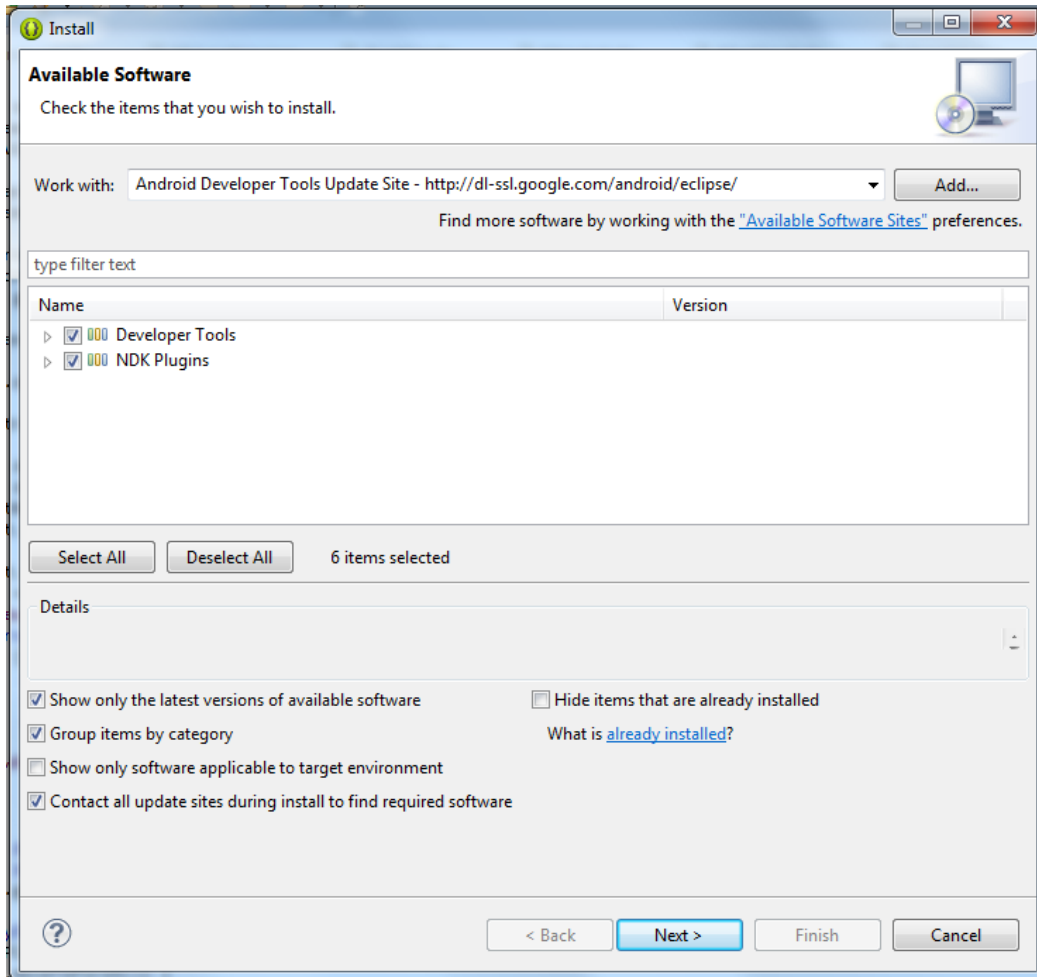 Install
Available Software
Check the items that you wish to install.
Work with: Android Developer Tools Update Site - http://dl-ssl.google.com/android/eclipse/ Add...
Find more software by working with the "Available Software Sites" preferences.
type filter text
Name Version
Developer Tools
NDK Plugins
Select All Deselect All 6 items selected
Details
Show only the latest versions of available software Hide items that are already installed
Group items by category What is already installed?
Show only software applicable to target environment
Contact all update sites during install to find required software
? < Back Next > Finish Cancel